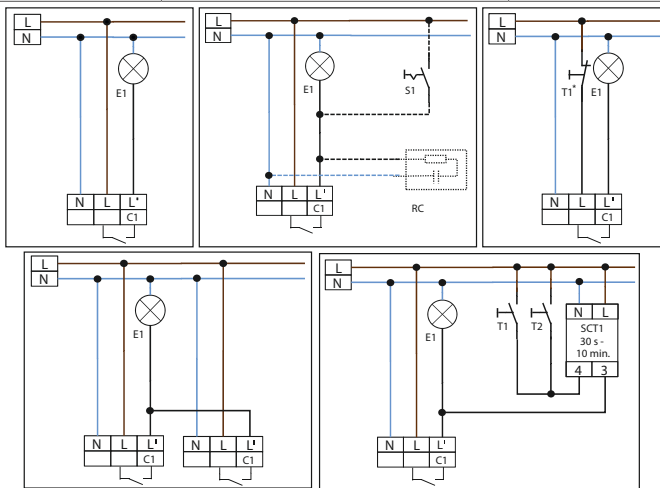 L
N
E1
N L L'
C1
L
N
E1
S1
RC
N L L'
C1
L
N
T1* E1
N L L'
C1
L
N
E1
N L L'
C1
N L L'
C1
L
N
E1
T1 T2
N L
SCT1
30 s -
10 min.
4 3
N L L'
C1